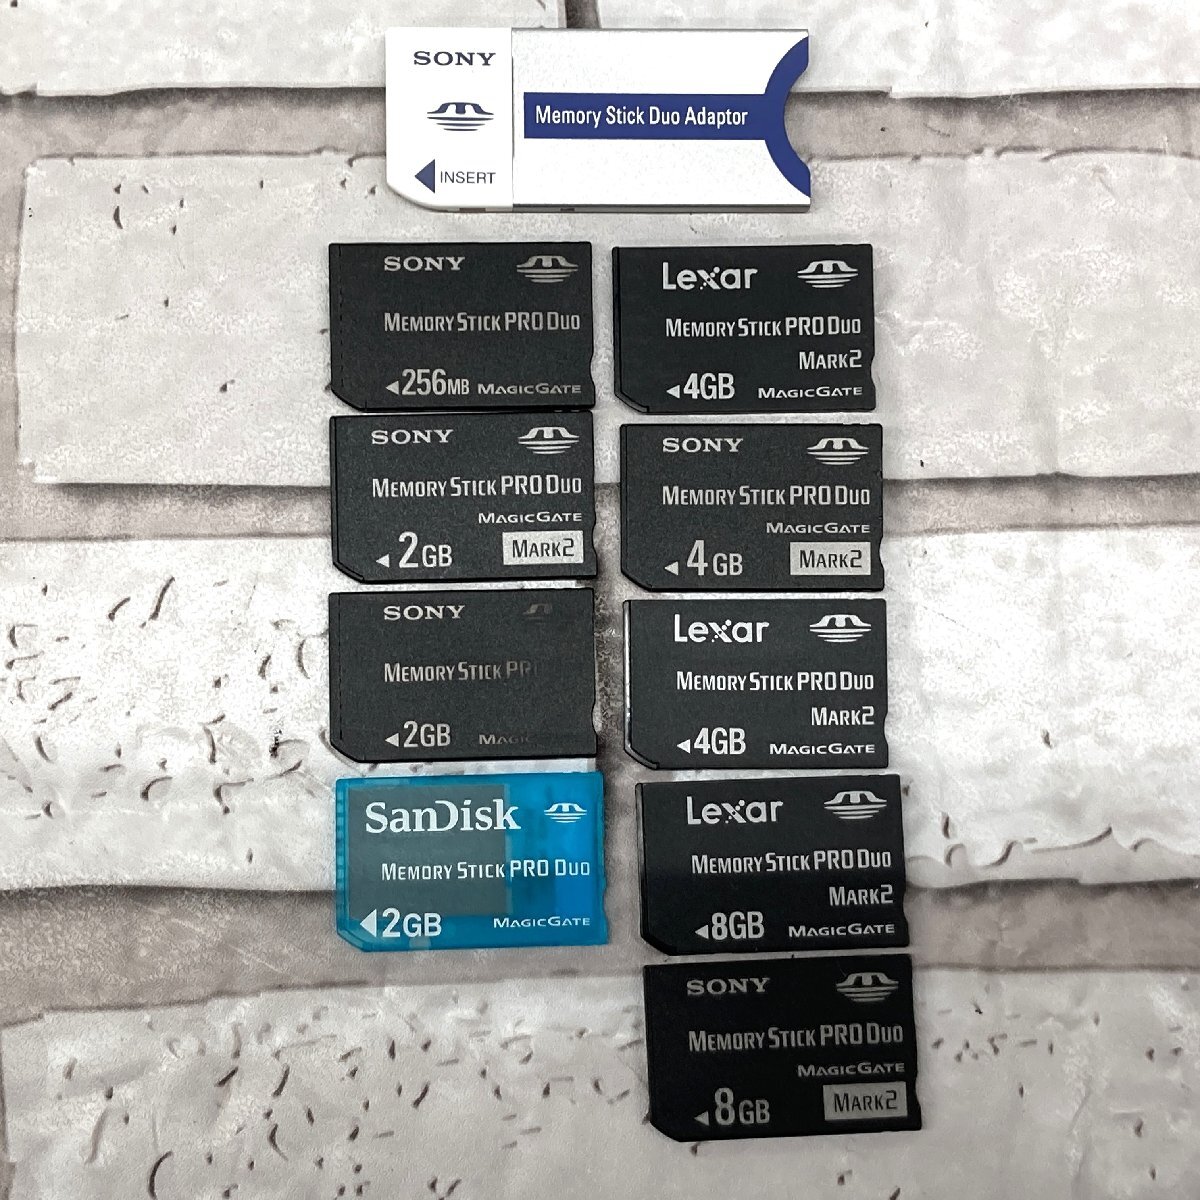 SONY
Memory Stick Duo Adaptor
INSERT
SONY
MEMORY STICK PRO DUO
256MB MAGICGATE
Lexar
MEMORY STICK PRO DUO
MARK2
4GB MAGICGATE
SONY
MEMORY STICK PRO DUO
MAGICGATE
2GB MARK2
SONY
MEMORY STICK PRO DUO
MAGICGATE
4GB MARK2
SONY
MEMORY STICK PR
2GB MAGIC
Lexar
MEMORY STICK PRO DUO
MARK2
4GB MAGICGATE
SanDisk
MEMORY STICK PRO DUO
2GB MAGICGATE
Lexar
MEMORY STICK PRO DUO
MARK2
8GB MAGICGATE
SONY
MEMORY STICK PRO DUO
MAGICGATE
8GB MARK2